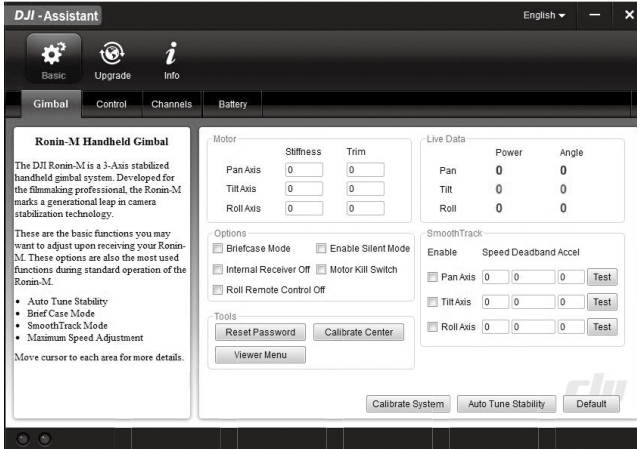 DJI - Assistant
English
Basic
Upgrade
Info
Gimbal Control Channels Battery
Ronin-M Handheld Gimbal
The DJI Ronin-M is a 3-Axis stabilized
handheld gimbal system. Developed for
the filmmaking professional, the Ronin-M
marks a generational leap in camera
stabilization technology.
These are the basic functions you may
want to adjust upon receiving your Ronin-
M. These options are also the most used
functions during standard operation of the
Ronin-M.
• Auto Tune Stability
• Brief Case Mode
• SmoothTrack Mode
• Maximum Speed Adjustment
Move cursor to each area for more details.
Motor
Stiffness Trim
Pan Axis 0 0
Tilt Axis 0 0
Roll Axis 0 0
Options
Briefcase Mode Enable Silent Mode
Internal Receiver Off Motor Kill Switch
Roll Remote Control Off
Tools
Reset Password Calibrate Center
Viewer Menu
Live Data
Power Angle
Pan 0 0
Tilt 0 0
Roll 0 0
SmoothTrack
Enable Speed Deadband Accel
Pan Axis 0 0 0 Test
Tilt Axis 0 0 0 Test
Roll Axis 0 0 0 Test
dji
Calibrate System Auto Tune Stability Default